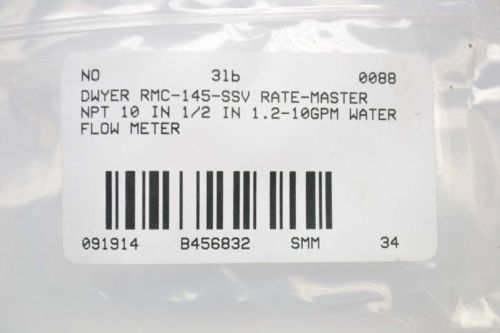 NO 3lb 0088
DWYER RMC-145-SSV RATE-MASTER
NPT 10 IN 1/2 IN 1.2-10GPM WATER
FLOW METER
091914 B456832 SMM 34